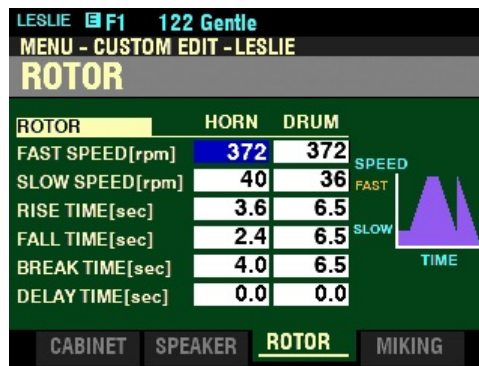 LESLIE E F1 122 Gentle
MENU - CUSTOM EDIT - LESLIE
ROTOR
ROTOR HORN DRUM
FAST SPEED[rpm] 372 372
SLOW SPEED[rpm] 40 36
RISE TIME[sec] 3.6 6.5
FALL TIME[sec] 2.4 6.5
BREAK TIME[sec] 4.0 6.5
DELAY TIME[sec] 0.0 0.0
SPEED
FAST
SLOW
TIME
CABINET SPEAKER ROTOR MIKING